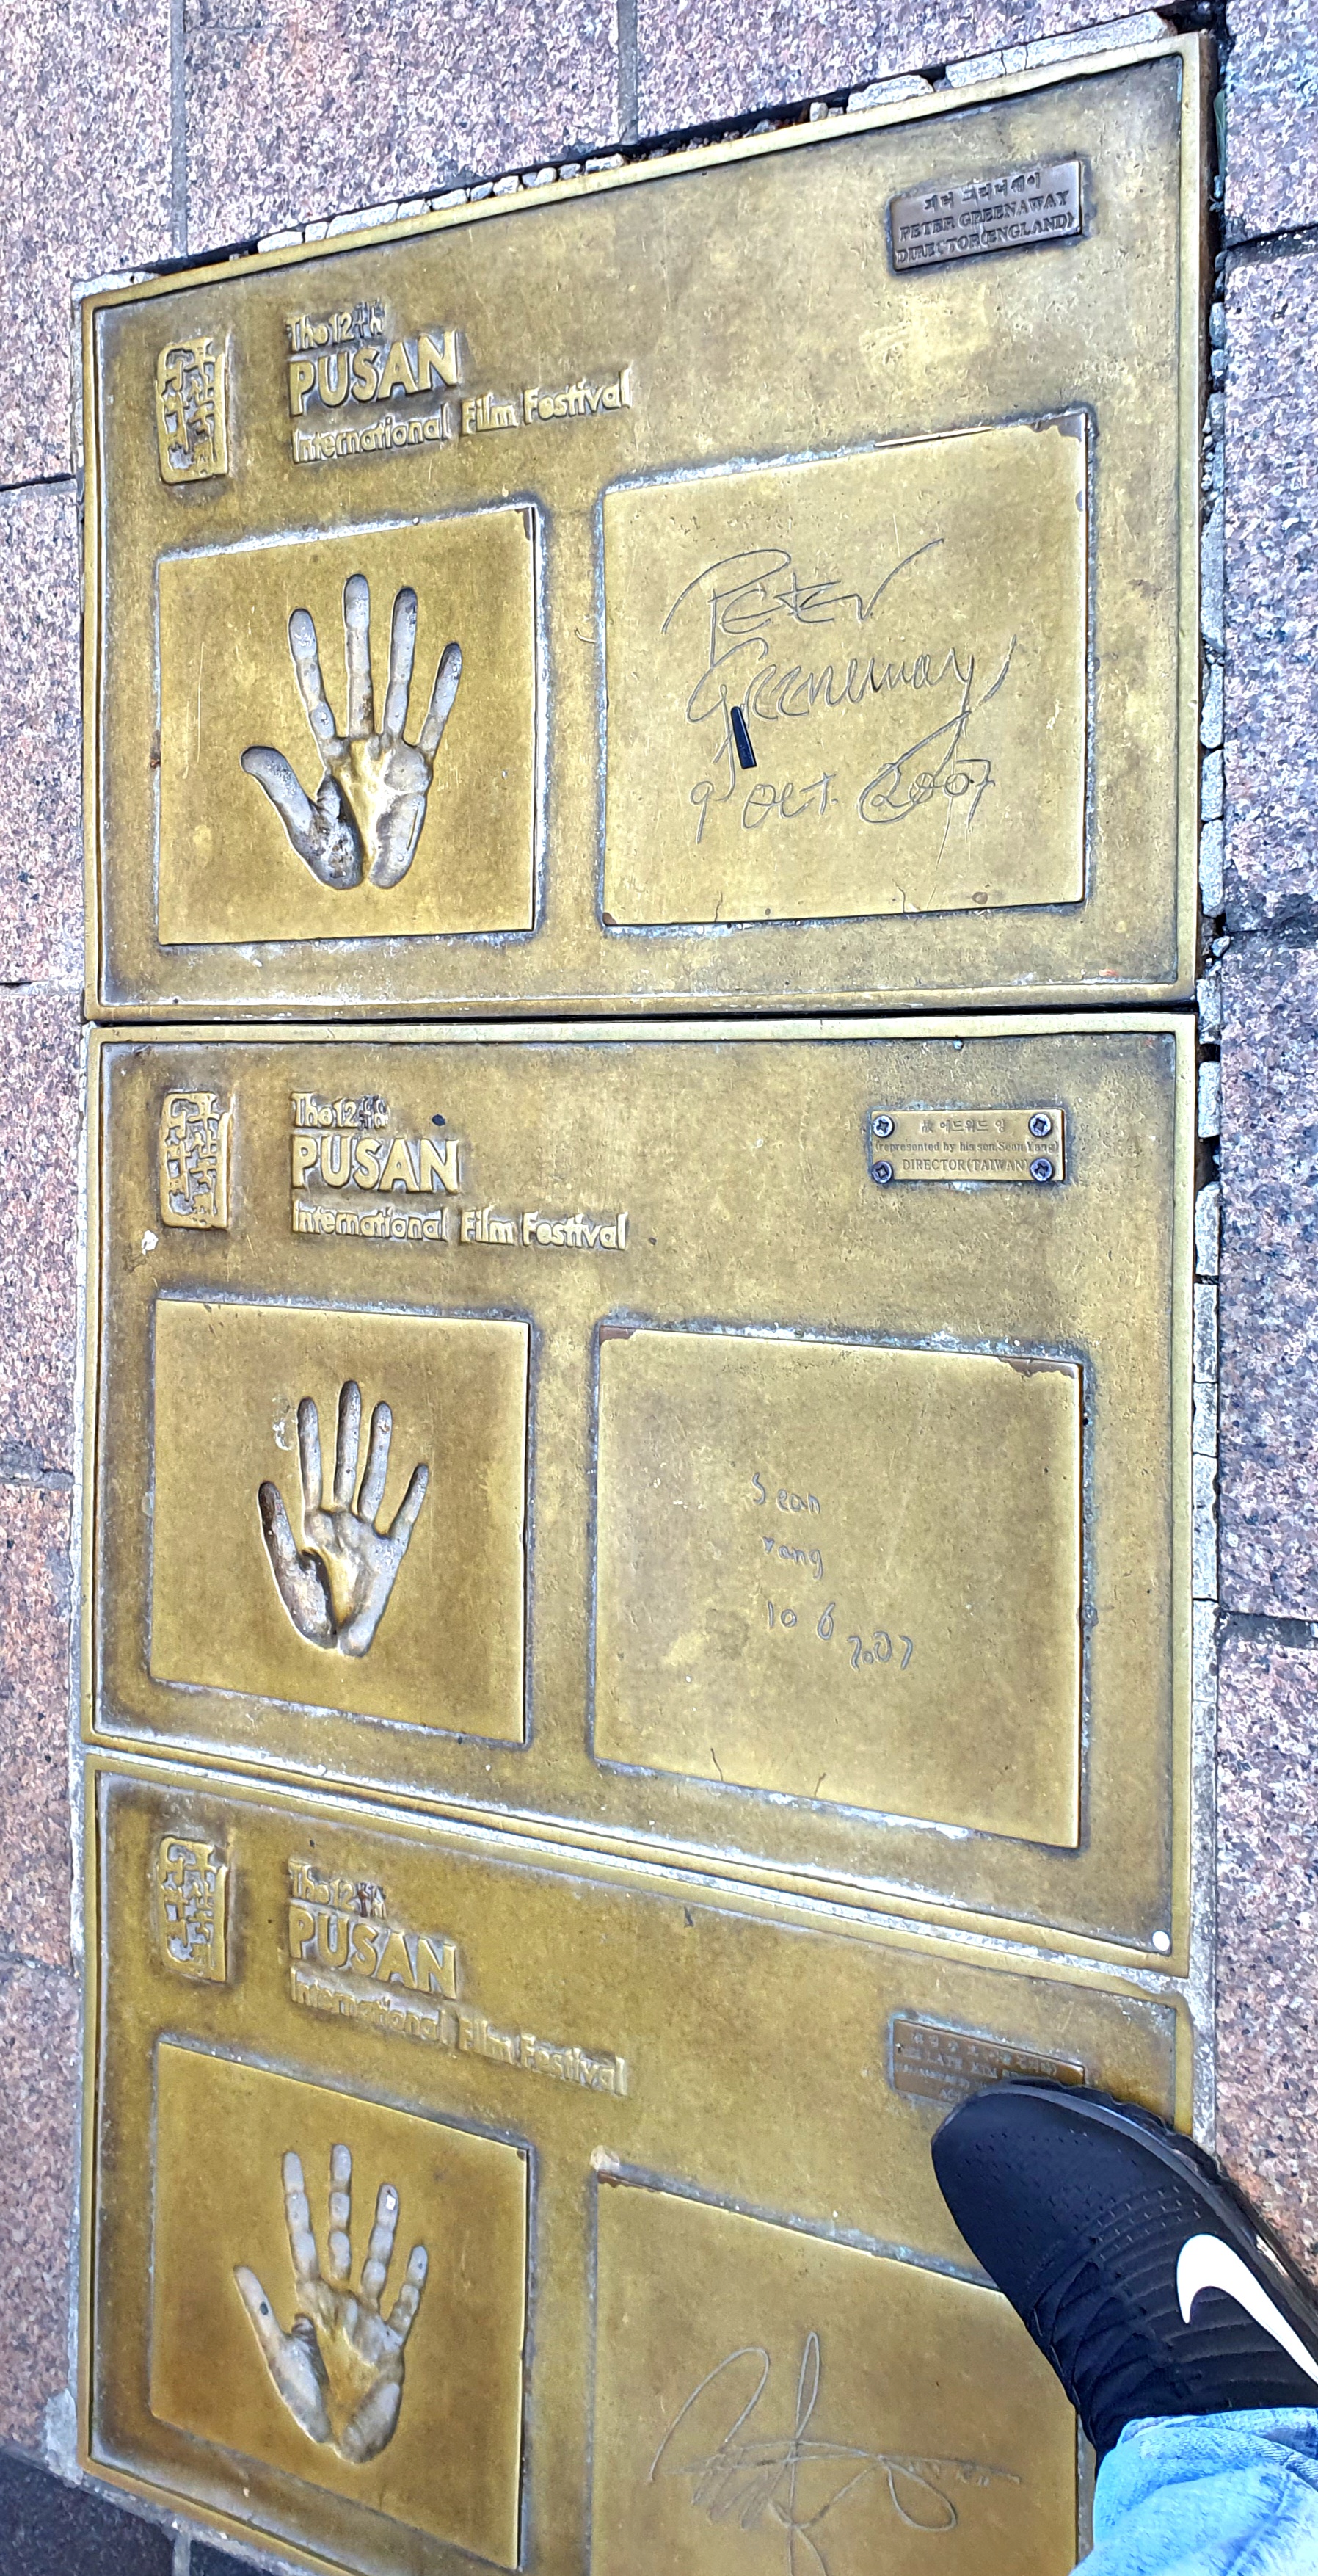 피터 그리너웨이
PETER GREENAWAY
DIRECTOR(ENGLAND)
The 12th
PUSAN
International Film Festival
Peter
Greenaway
9 OCT. 2007
The 12th
PUSAN
International Film Festival
故 에드워드 양
(represented by his son, Sean Yang)
DIRECTOR(TAIWAN)
Sean
Yang
10 6
2007
The 12th
PUSAN
International Film Festival